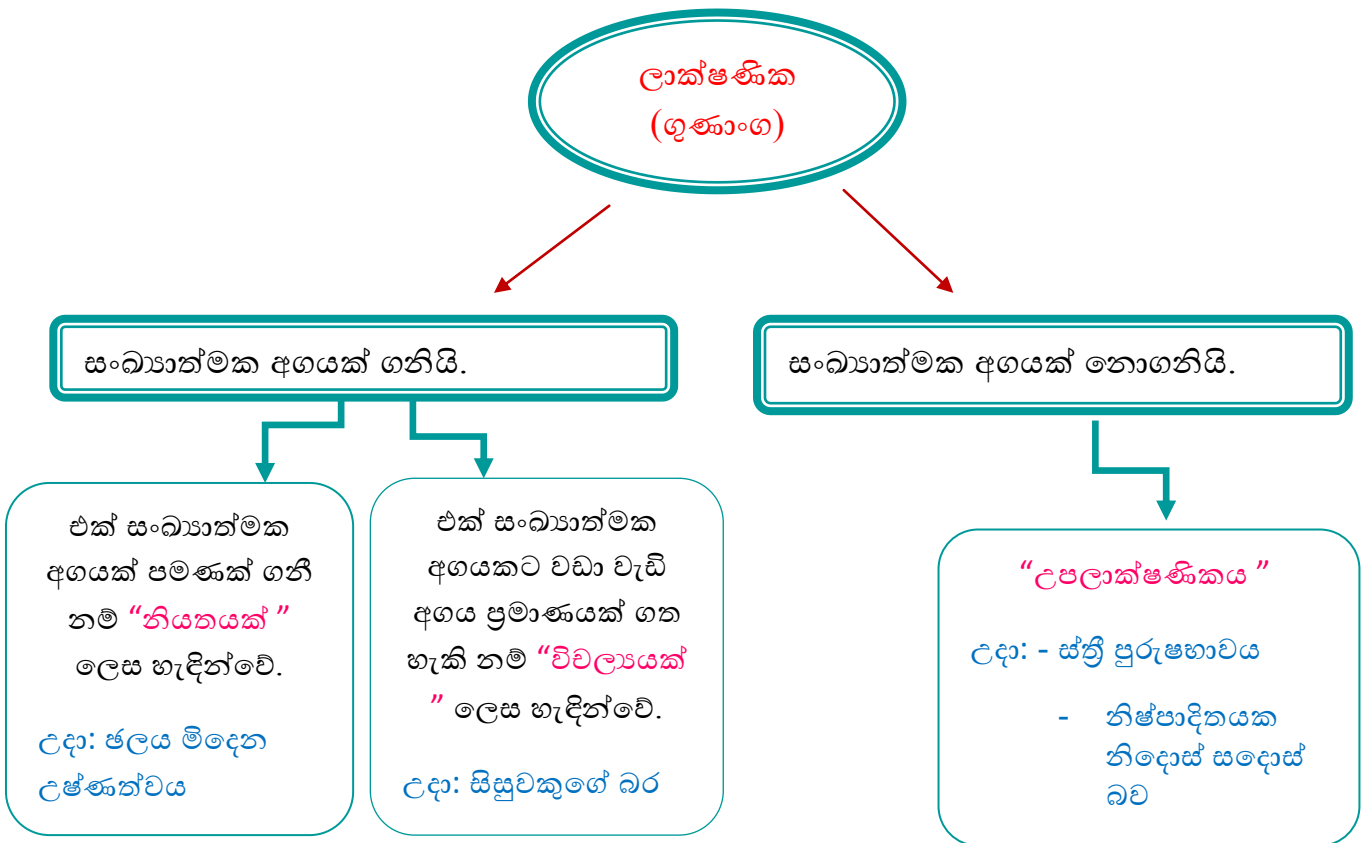 ලාක්ෂණික
(ගුණාංග)
සංඛ්‍යාත්මක අගයක් ගනියි.
සංඛ්‍යාත්මක අගයක් නොගනියි.
එක් සංඛ්‍යාත්මක
අගයක් පමණක් ගනී
නම් “නියතයක් ”
ලෙස හැඳින්වේ.
උදා: ඡලය මිදෙන
උෂ්ණත්වය
එක් සංඛ්‍යාත්මක
අගයකට වඩා වැඩි
අගය ප්‍රමාණයක් ගත
හැකි නම් “විචල්‍යයක්
” ලෙස හැඳින්වේ.
උදා: සිසුවකුගේ බර
“උපලාක්ෂණිකය ”
උදා: - ස්ත්‍රී පුරුෂභාවය
- නිෂ්පාදිතයක
නිදොස් සදොස්
බව